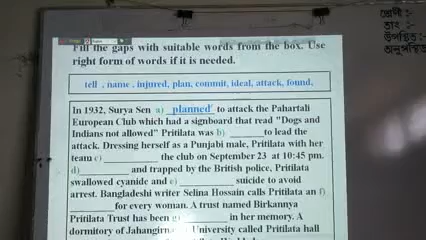 Fill the gaps with suitable words from the box. Use
right form of words if it is needed.
tell , name , injured, plan, commit, ideal, attack, found,
In 1932, Surya Sen a) planned to attack the Pahartali
European Club which had a signboard that read "Dogs and
Indians not allowed" Pritilata was b) ______to lead the
attack. Dressing herself as a Punjabi male, Pritilata with her
team c)__________ the club on September 23 at 10:45 pm.
d)_________ and trapped by the British police, Pritilata
swallowed cyanide and e)__________ suicide to avoid
arrest. Bangladeshi writer Selina Hossain calls Pritilata an f)
________ for every woman. A trust named Birkannya
Pritilata Trust has been g) ________ in her memory. A
dormitory of University called Pritilata hall
শ্রেণী :-